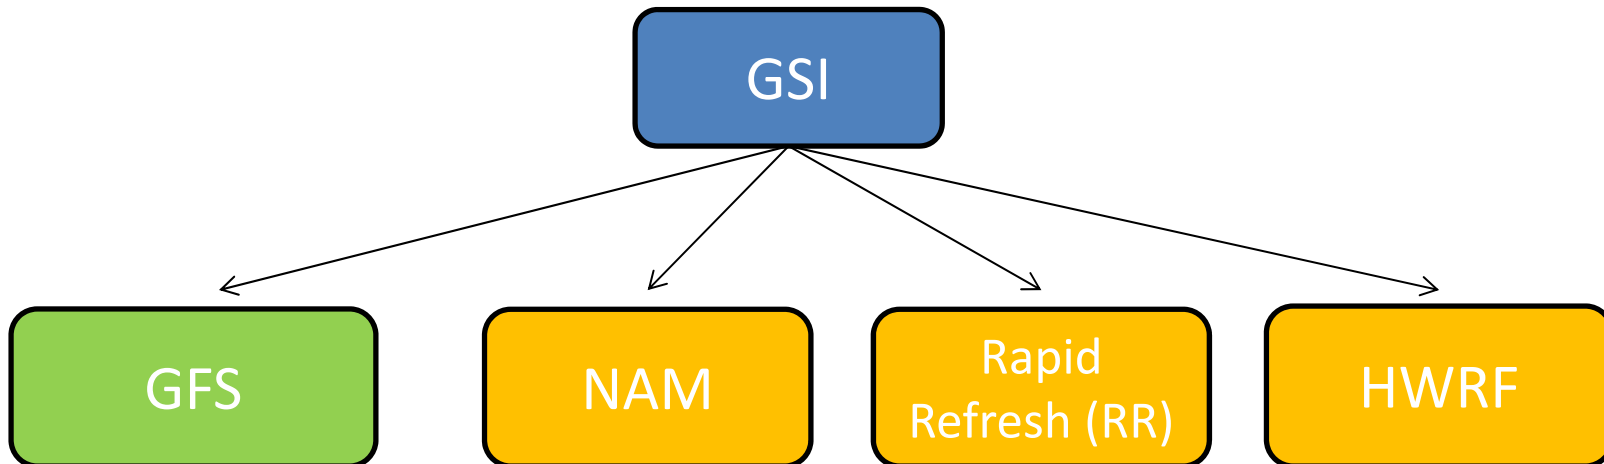 GSI
GFS
NAM
Rapid
Refresh (RR)
HWRF